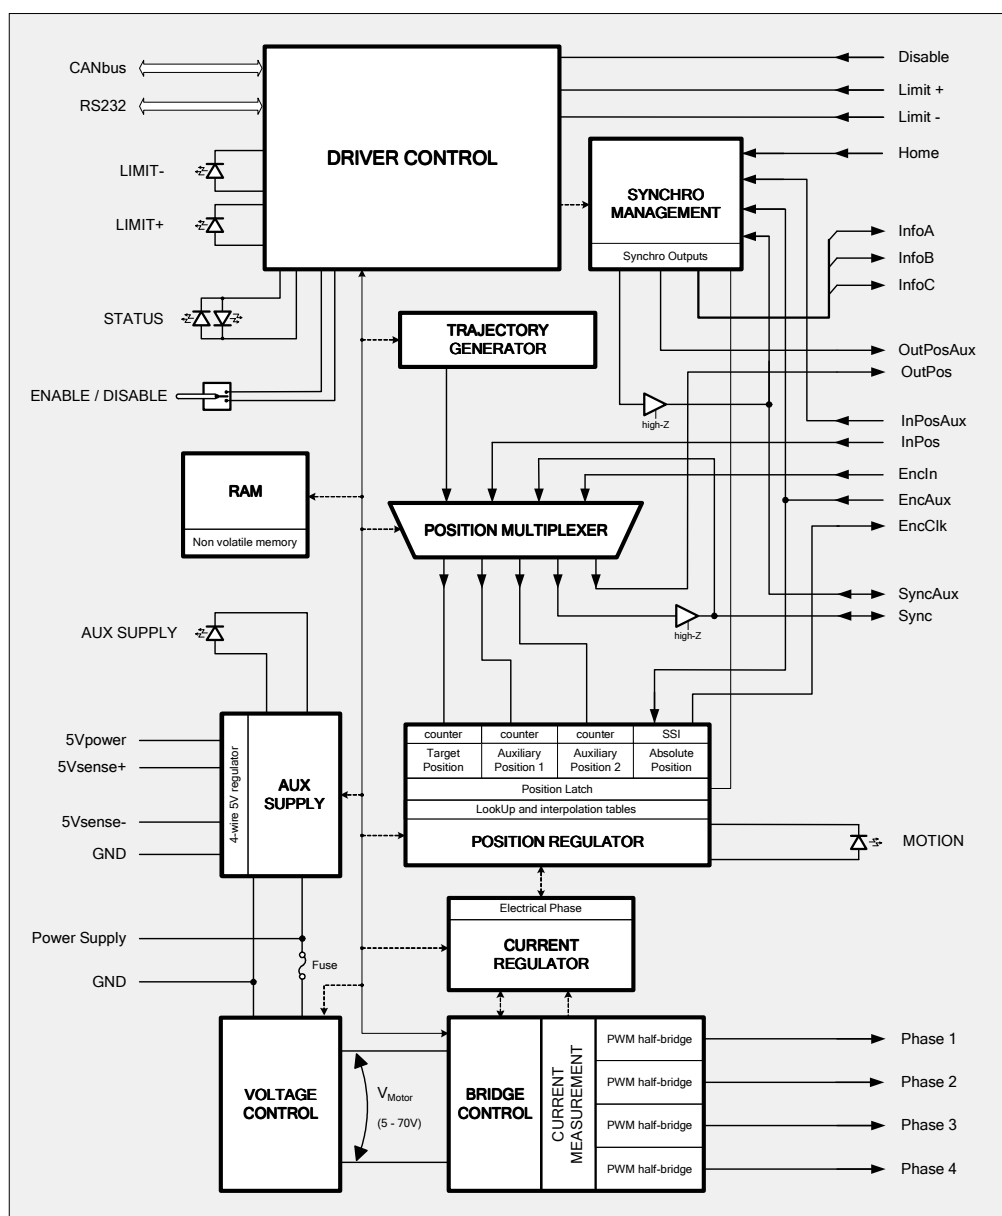 CANbus
RS232
LIMIT-
LIMIT+
STATUS
ENABLE / DISABLE
DRIVER CONTROL
Disable
Limit +
Limit -
Home
SYNCHRO
MANAGEMENT
Synchro Outputs
InfoA
InfoB
InfoC
OutPosAux
OutPos
InPosAux
InPos
EncIn
EncAux
EncClk
SyncAux
Sync
TRAJECTORY
GENERATOR
high-Z
RAM
Non volatile memory
POSITION MULTIPLEXER
high-Z
AUX SUPPLY
5Vpower
5Vsense+
5Vsense-
GND
4-wire 5V regulator
AUX
SUPPLY
counter
counter
counter
SSI
Target
Position
Auxiliary
Position 1
Auxiliary
Position 2
Absolute
Position
Position Latch
LookUp and interpolation tables
POSITION REGULATOR
MOTION
Electrical Phase
CURRENT
REGULATOR
Power Supply
Fuse
GND
VOLTAGE
CONTROL
VMotor
(5 - 70V)
BRIDGE
CONTROL
CURRENT
MEASUREMENT
PWM half-bridge
PWM half-bridge
PWM half-bridge
PWM half-bridge
Phase 1
Phase 2
Phase 3
Phase 4